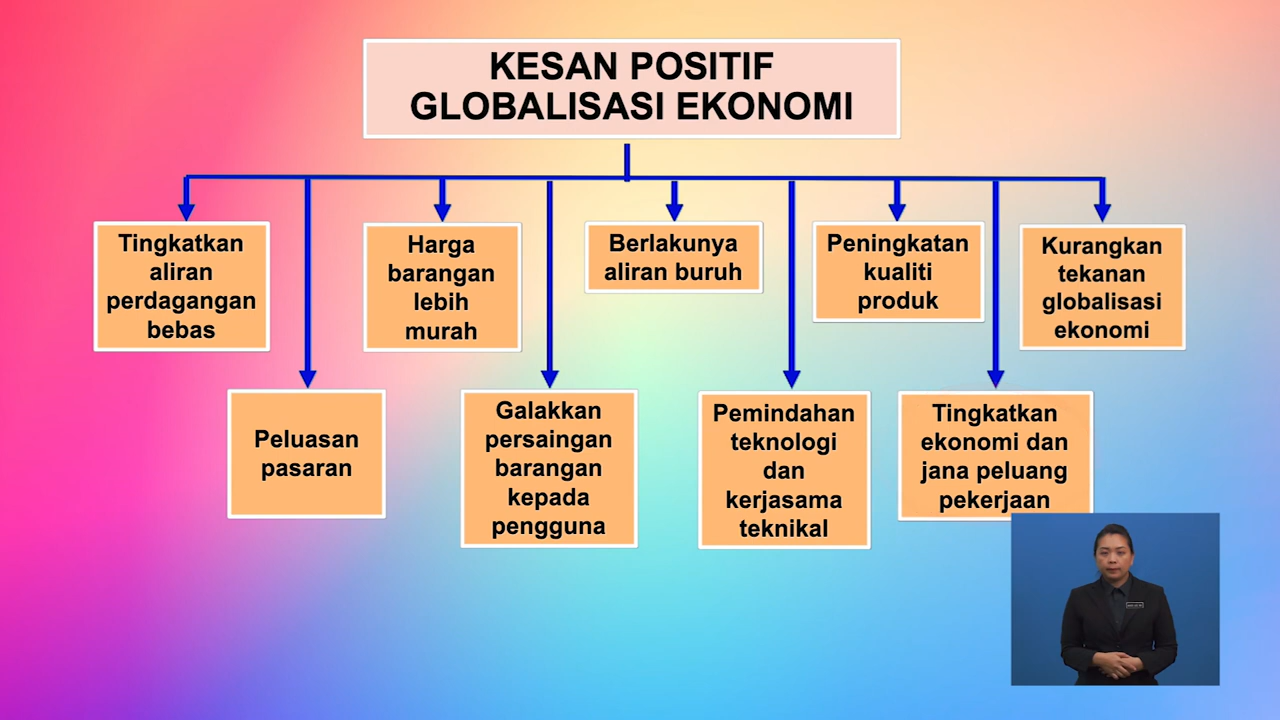 KESAN POSITIF
GLOBALISASI EKONOMI
Tingkatkan
aliran
perdagangan
bebas
Peluasan
pasaran
Harga
barangan
lebih
murah
Galakkan
persaingan
barangan
kepada
pengguna
Berlakunya
aliran buruh
Pemindahan
teknologi
dan
kerjasama
teknikal
Peningkatan
kualiti
produk
Tingkatkan
ekonomi dan
jana peluang
pekerjaan
Kurangkan
tekanan
globalisasi
ekonomi